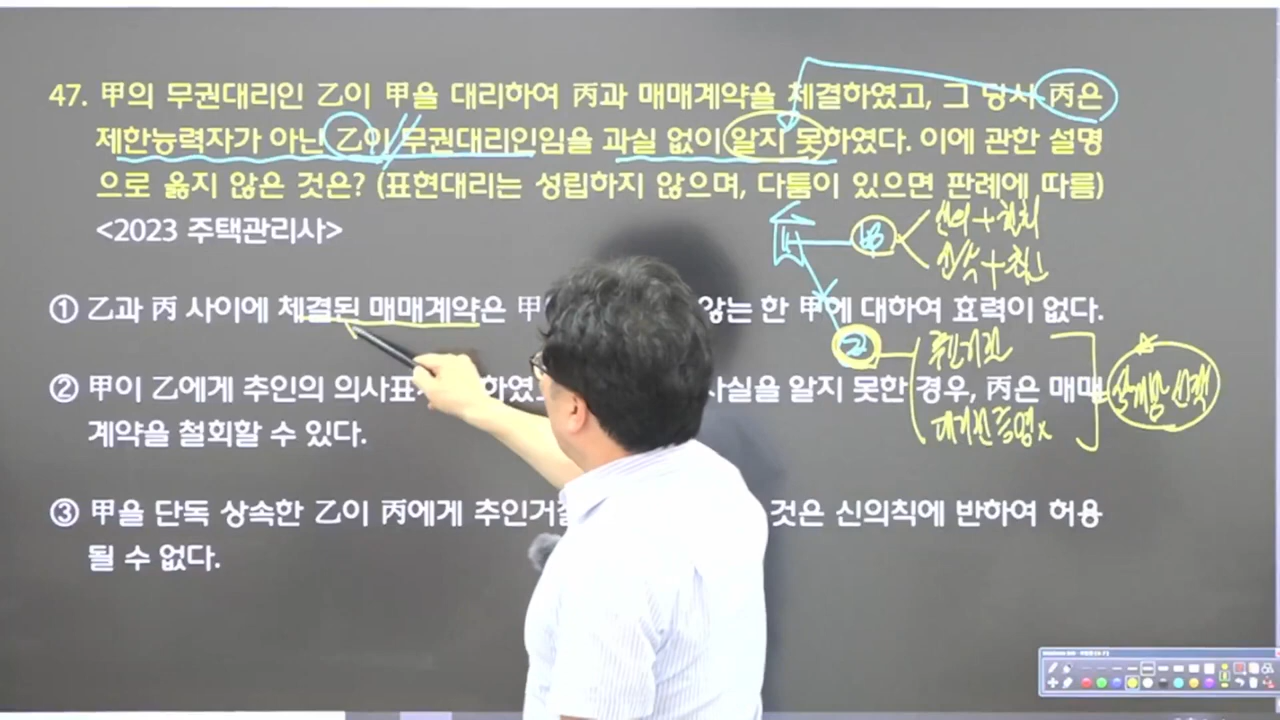 47. 甲의 무권대리인 乙이 甲을 대리하여 丙과 매매계약을 체결하였고, 그 당시 丙은
제한능력자가 아닌 乙이 무권대리인임을 과실 없이 알지 못하였다. 이에 관한 설명
으로 옳지 않은 것은? (표현대리는 성립하지 않으며, 다툼이 있으면 판례에 따름)
<2023 주택관리사>
① 乙과 丙 사이에 체결된 매매계약은 甲 않는 한 甲에 대하여 효력이 없다.
② 甲이 乙에게 추인의 의사표 하였 사실을 알지 못한 경우, 丙은 매매
계약을 철회할 수 있다.
③ 甲을 단독 상속한 乙이 丙에게 추인거 것은 신의칙에 반하여 허용
될 수 없다.